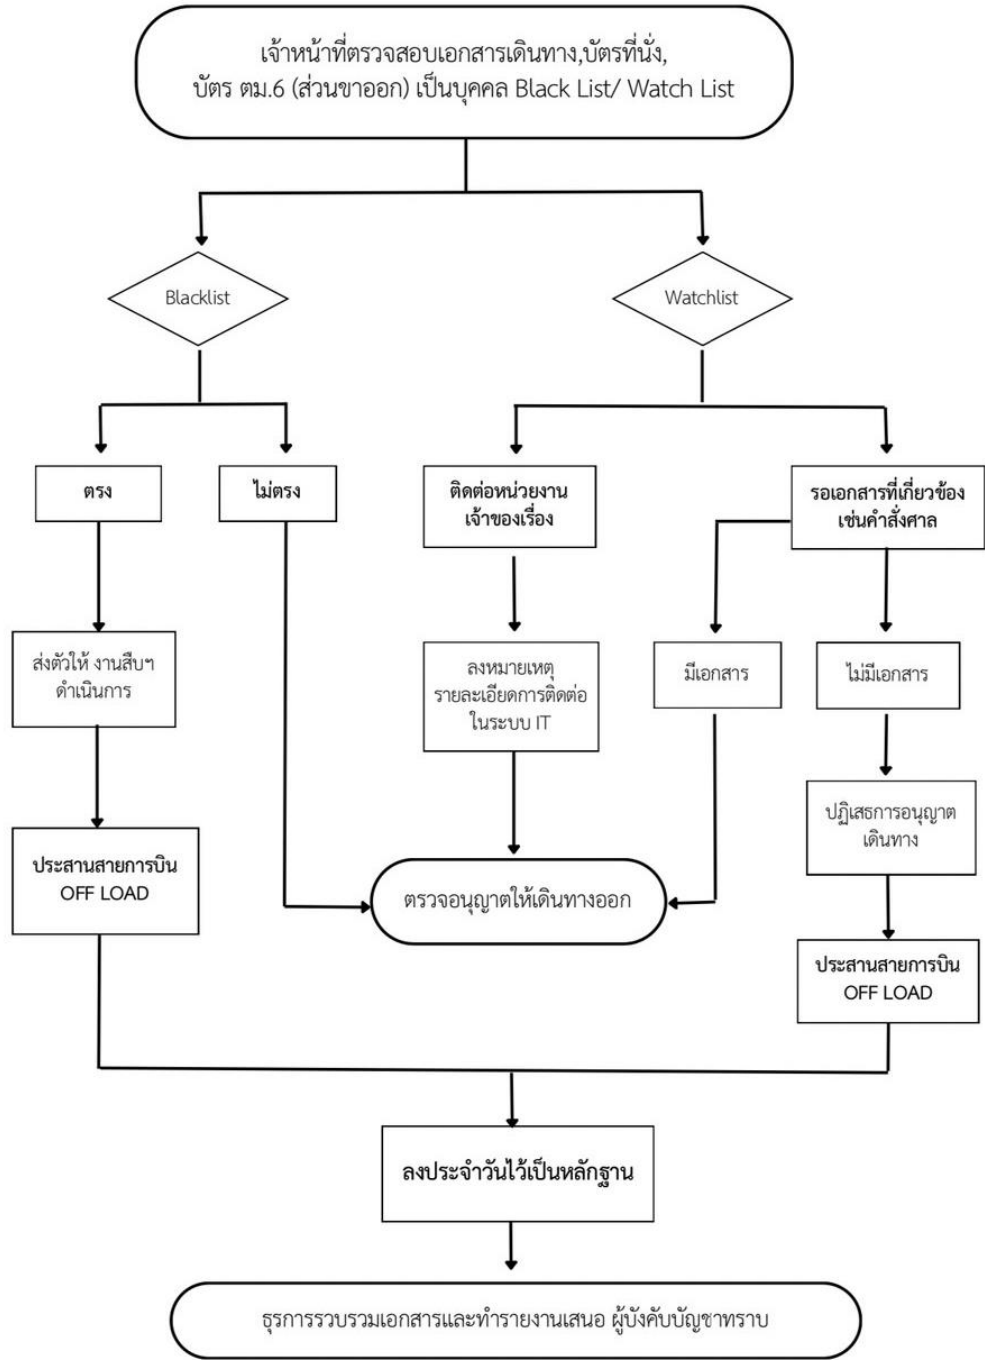 เจ้าหน้าที่ตรวจสอบเอกสารเดินทาง,บัตรที่นั่ง,
บัตร ตม.6 (ส่วนขาออก) เป็นบุคคล Black List/ Watch List
Blacklist
Watchlist
ตรง
ไม่ตรง
ติดต่อหน่วยงาน
เจ้าของเรื่อง
รอเอกสารที่เกี่ยวข้อง
เช่นคำสั่งศาล
ส่งตัวให้ งานสืบฯ
ดำเนินการ
ลงหมายเหตุ
รายละเอียดการติดต่อ
ในระบบ IT
มีเอกสาร
ไม่มีเอกสาร
ปฏิเสธการอนุญาต
เดินทาง
ประสานสายการบิน
OFF LOAD
ตรวจอนุญาตให้เดินทางออก
ประสานสายการบิน
OFF LOAD
ลงประจำวันไว้เป็นหลักฐาน
ธุรการรวบรวมเอกสารและทำรายงานเสนอ ผู้บังคับบัญชาทราบ